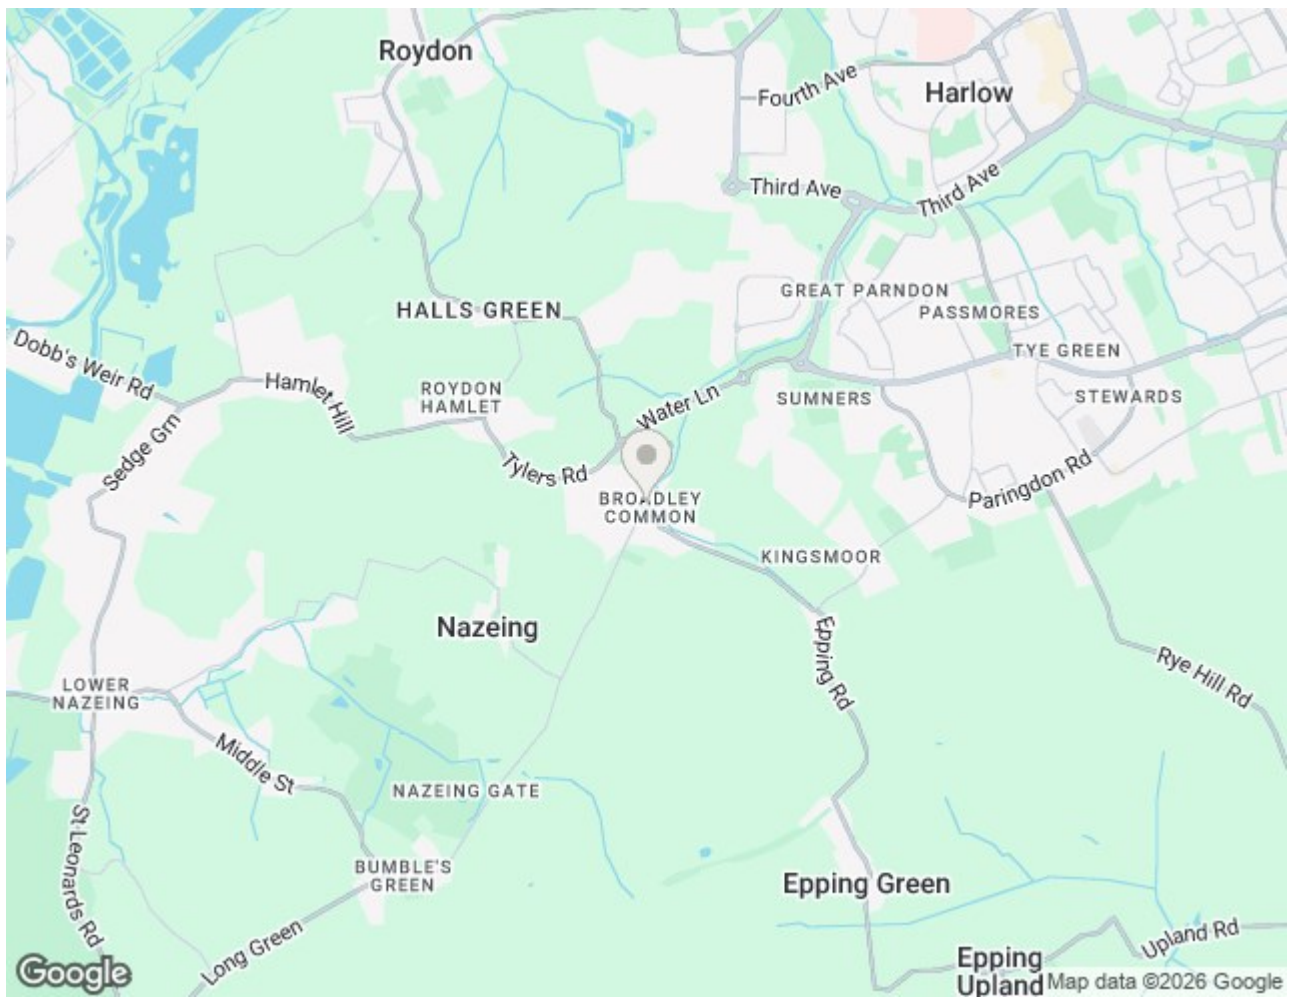 Roydon
Fourth Ave
Harlow
Third Ave
Third Ave
GREAT PARNDON
PASSMORES
HALLS GREEN
TYE GREEN
Dobb's Weir Rd
Hamlet Hill
ROYDON
HAMLET
Water Ln
SUMNERS
STEWARDS
Sedge Grn
Tylers Rd
Paringdon Rd
BROADLEY
COMMON
KINGSMOOR
Nazeing
Epping Rd
Rye Hill Rd
LOWER
NAZEING
Middle St
NAZEING GATE
St Leonards Rd
BUMBLE'S
GREEN
Epping Green
Long Green
Upland Rd
Epping
Upland
Google
Map data ©2026 Google